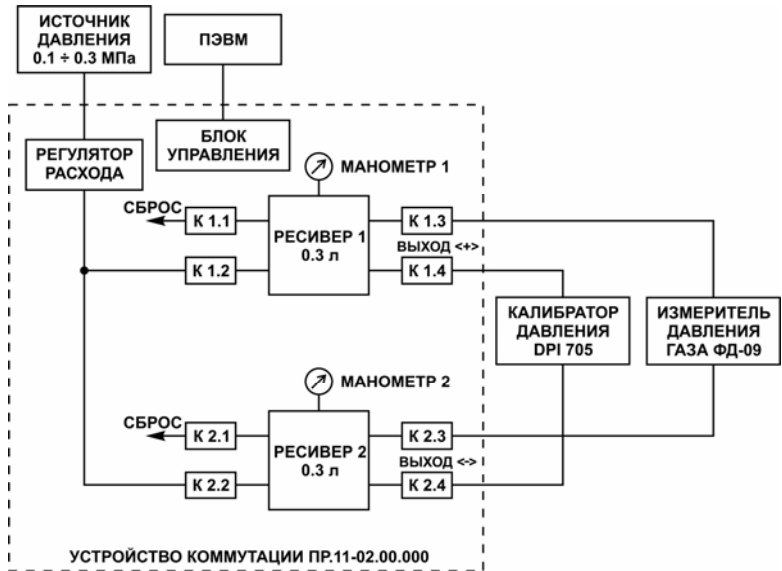 ИСТОЧНИК
ДАВЛЕНИЯ
0.1 ÷ 0.3 МПа
ПЭВМ
РЕГУЛЯТОР
РАСХОДА
БЛОК
УПРАВЛЕНИЯ
МАНОМЕТР 1
СБРОС
К 1.1
К 1.2
РЕСИВЕР 1
0.3 л
К 1.3
ВЫХОД <+>
К 1.4
КАЛИБРАТОР
ДАВЛЕНИЯ
DPI 705
ИЗМЕРИТЕЛЬ
ДАВЛЕНИЯ
ГАЗА ФД-09
МАНОМЕТР 2
СБРОС
К 2.1
К 2.2
РЕСИВЕР 2
0.3 л
К 2.3
ВЫХОД <->
К 2.4
УСТРОЙСТВО КОММУТАЦИИ ПР.11-02.00.000